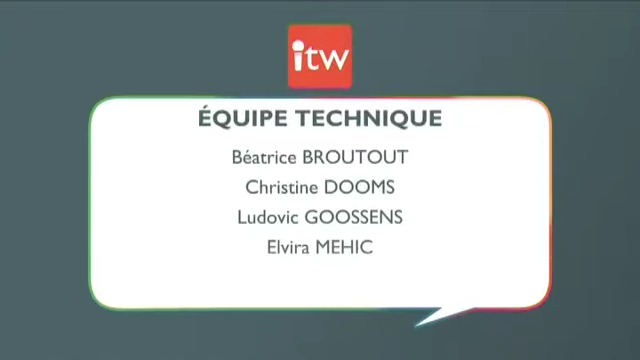 itw
ÉQUIPE TECHNIQUE
Béatrice BROUTOUT
Christine DOOMS
Ludovic GOOSSENS
Elvira MEHIC